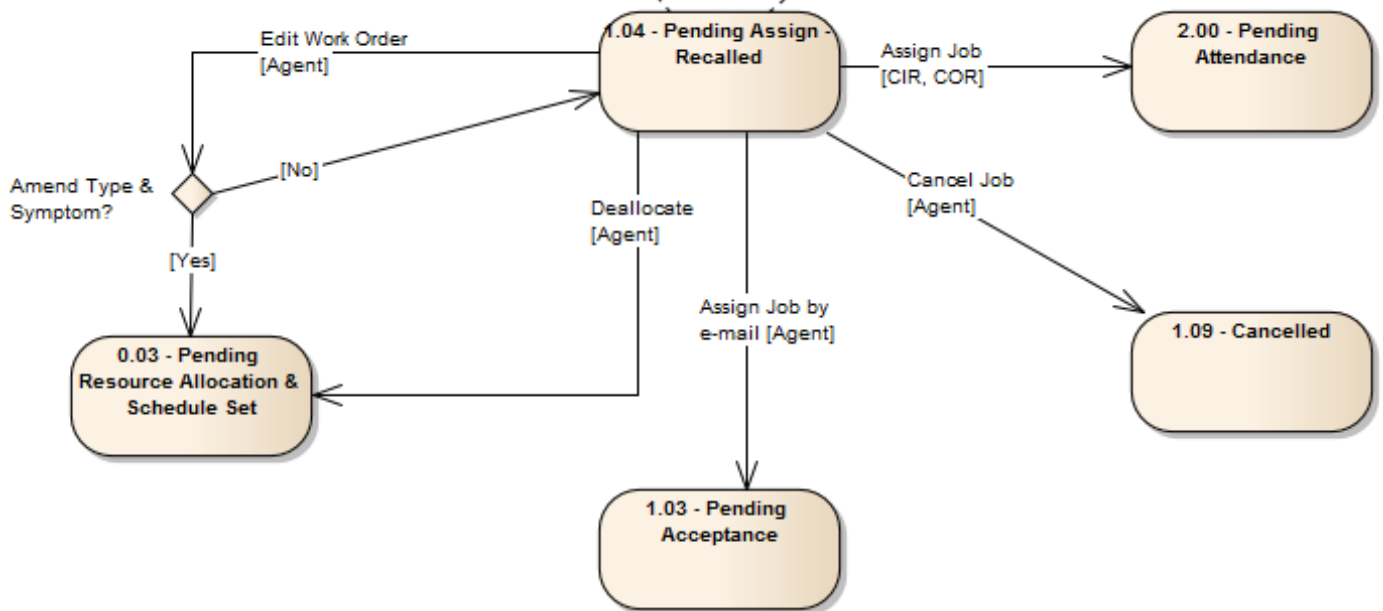 1.04 - Pending Assign -
Recalled
2.00 - Pending
Attendance
Edit Work Order
[Agent]
Assign Job
[CIR, COR]
[No]
Amend Type &
Symptom?
Cancel Job
[Agent]
Deallocate
[Agent]
[Yes]
Assign Job by
e-mail [Agent]
1.09 - Cancelled
0.03 - Pending
Resource Allocation &
Schedule Set
1.03 - Pending
Acceptance